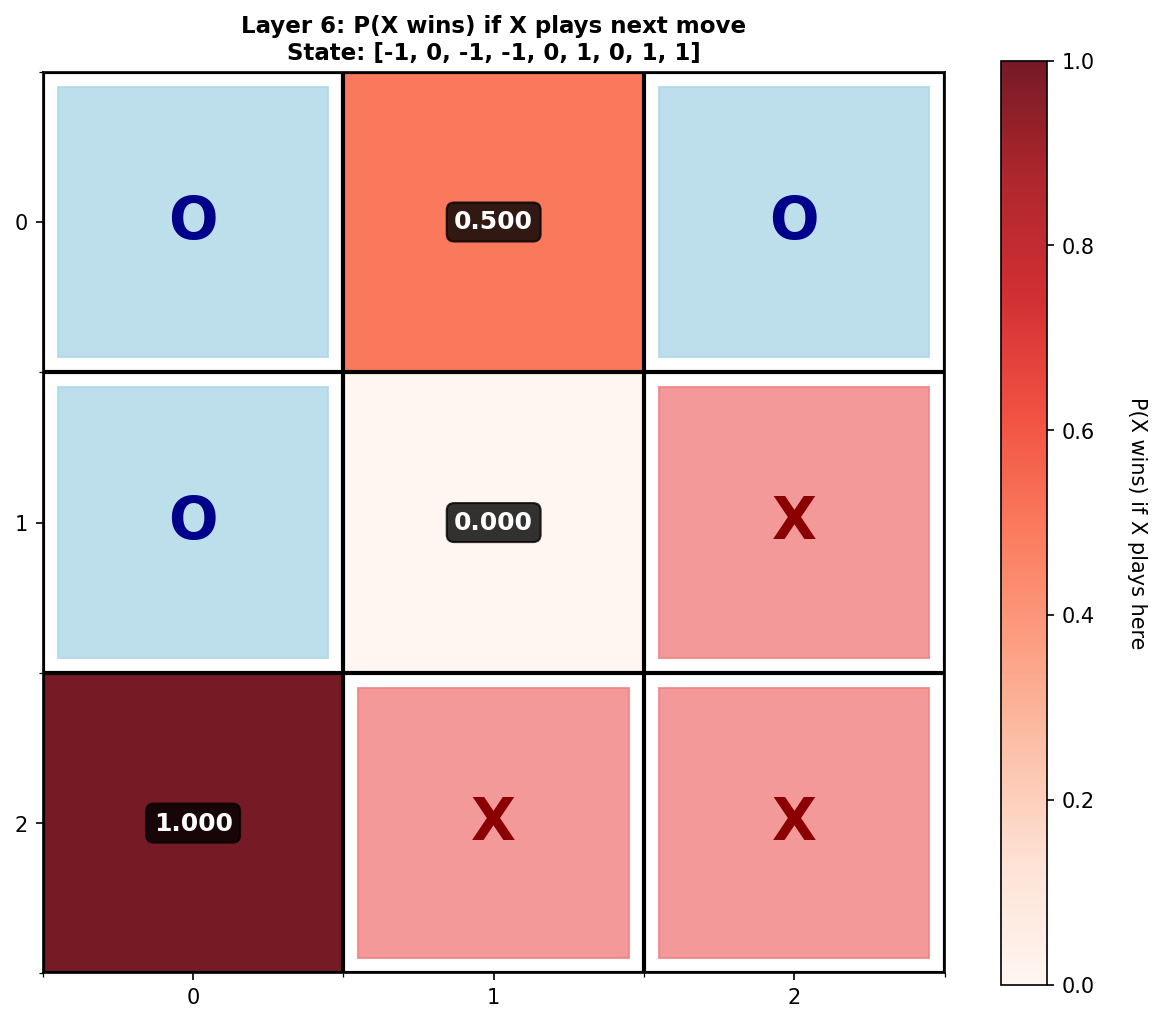 Layer 6: P(X wins) if X plays next move
State: [-1, 0, -1, -1, 0, 1, 0, 1, 1]
O
0.500
O
O
0.000
X
1.000
X
X
0
1
2
0
1
2
1.0
0.8
0.6
0.4
0.2
0.0
P(X wins) if X plays here